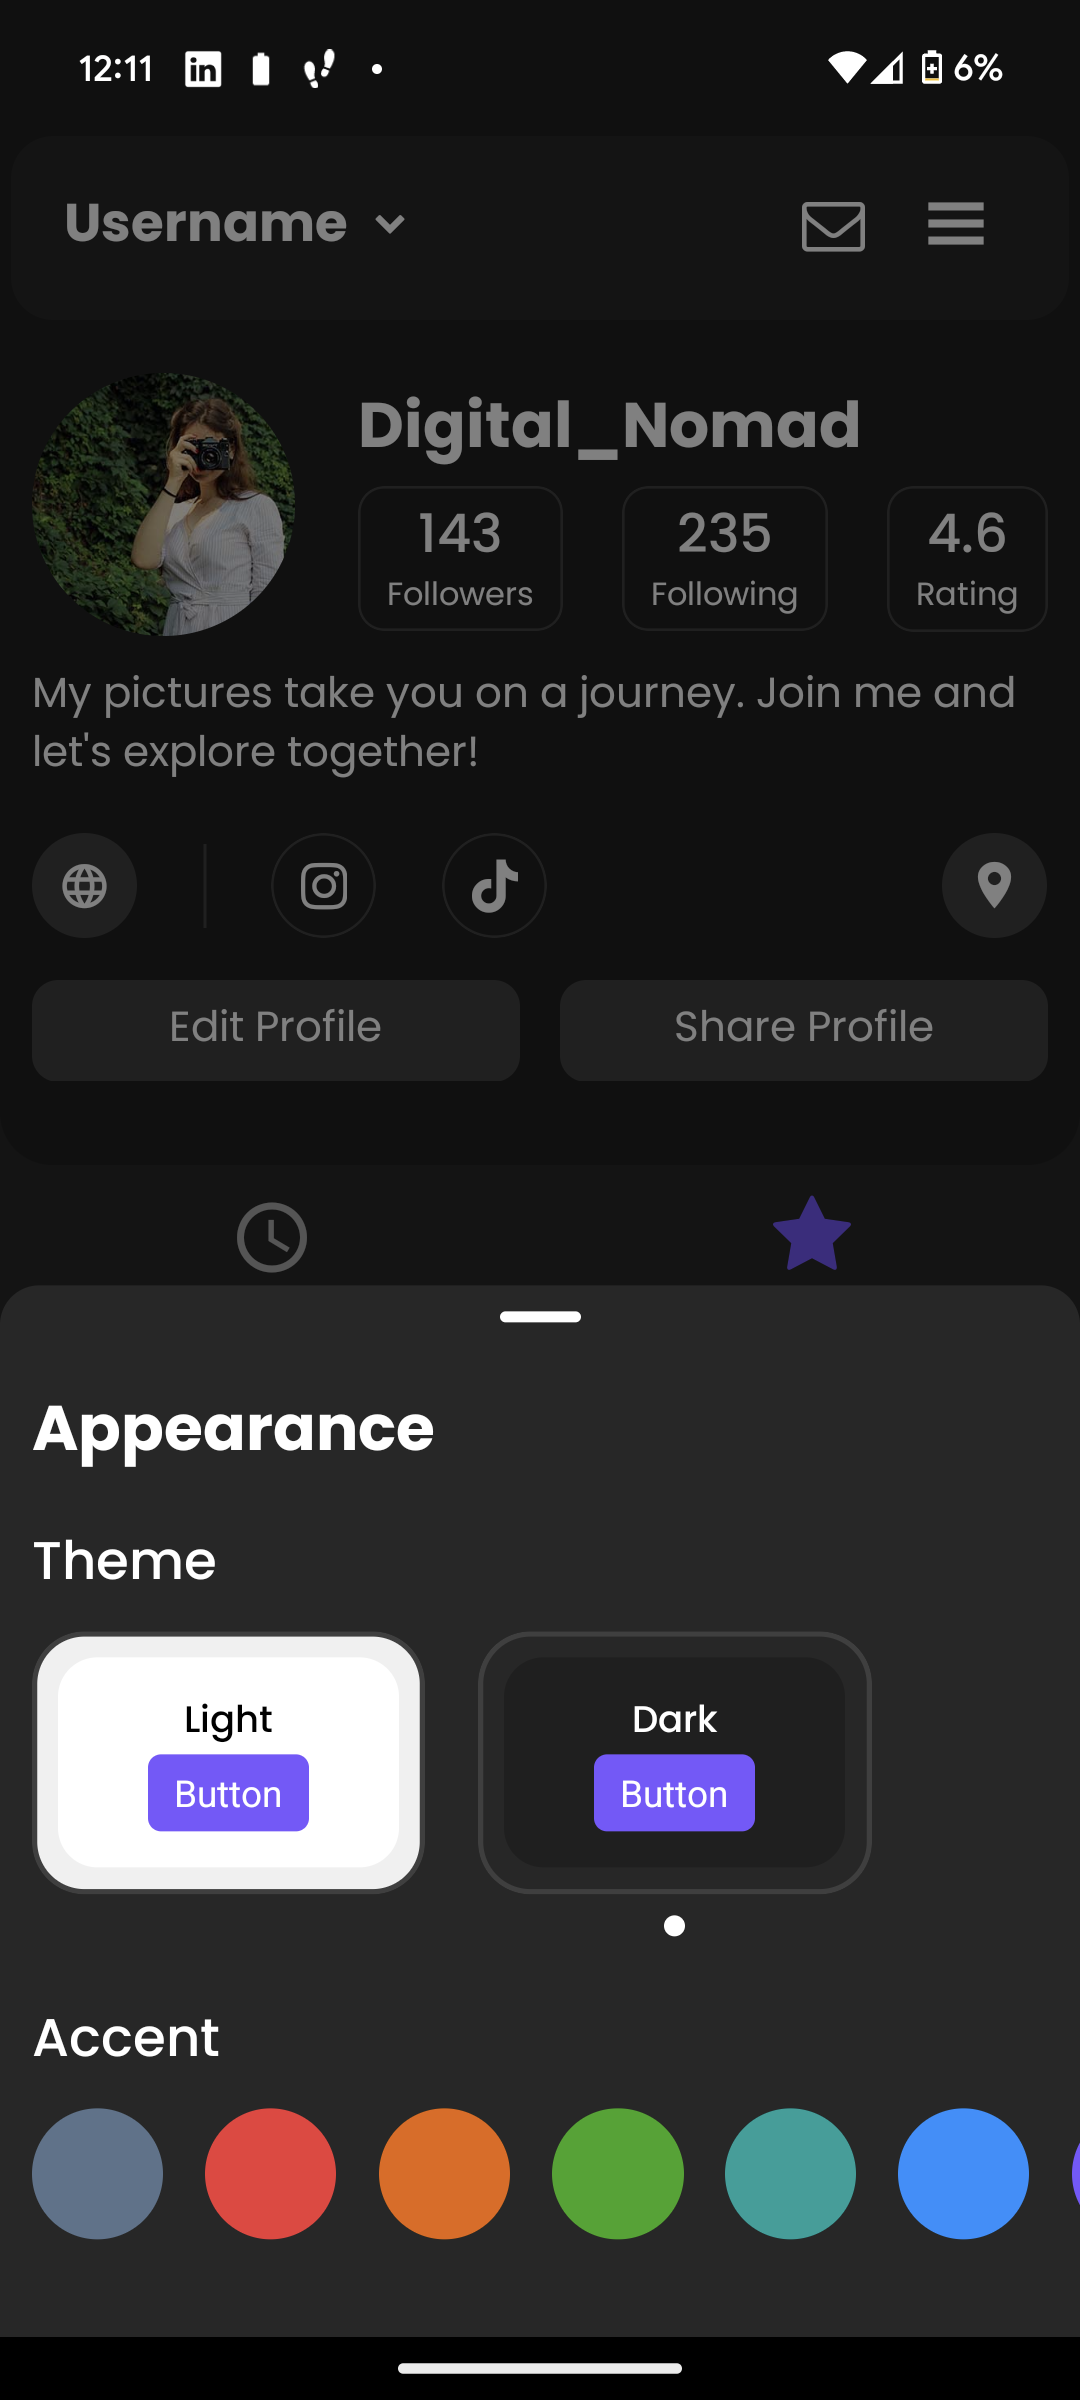 12:11 in 6%
Username
Digital_Nomad
143 235 4.6
Followers Following Rating
My pictures take you on a journey. Join me and
let's explore together!
Edit Profile Share Profile
Appearance
Theme
Light Dark
Button Button
Accent